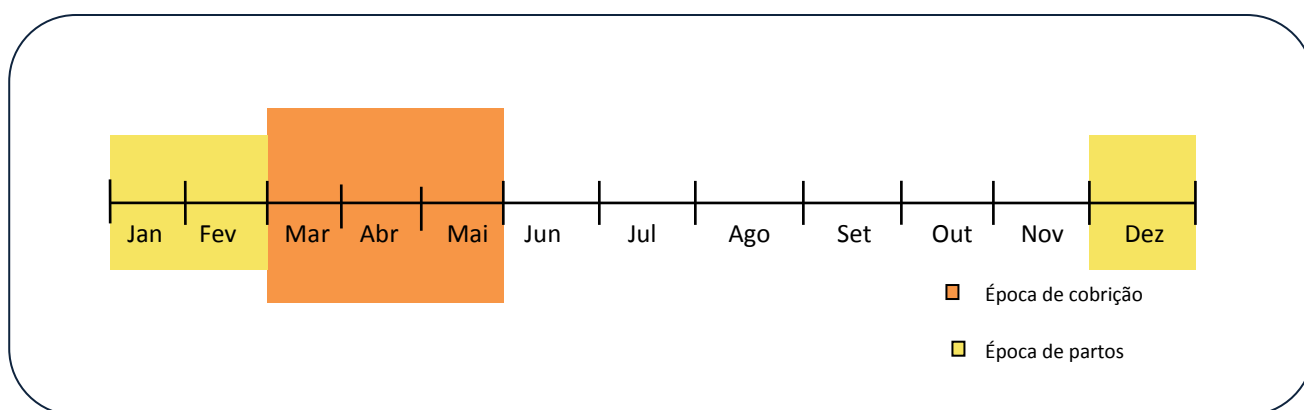 Jan Fev Mar Abr Mai Jun Jul Ago Set Out Nov Dez
Época de cobrição
Época de partos